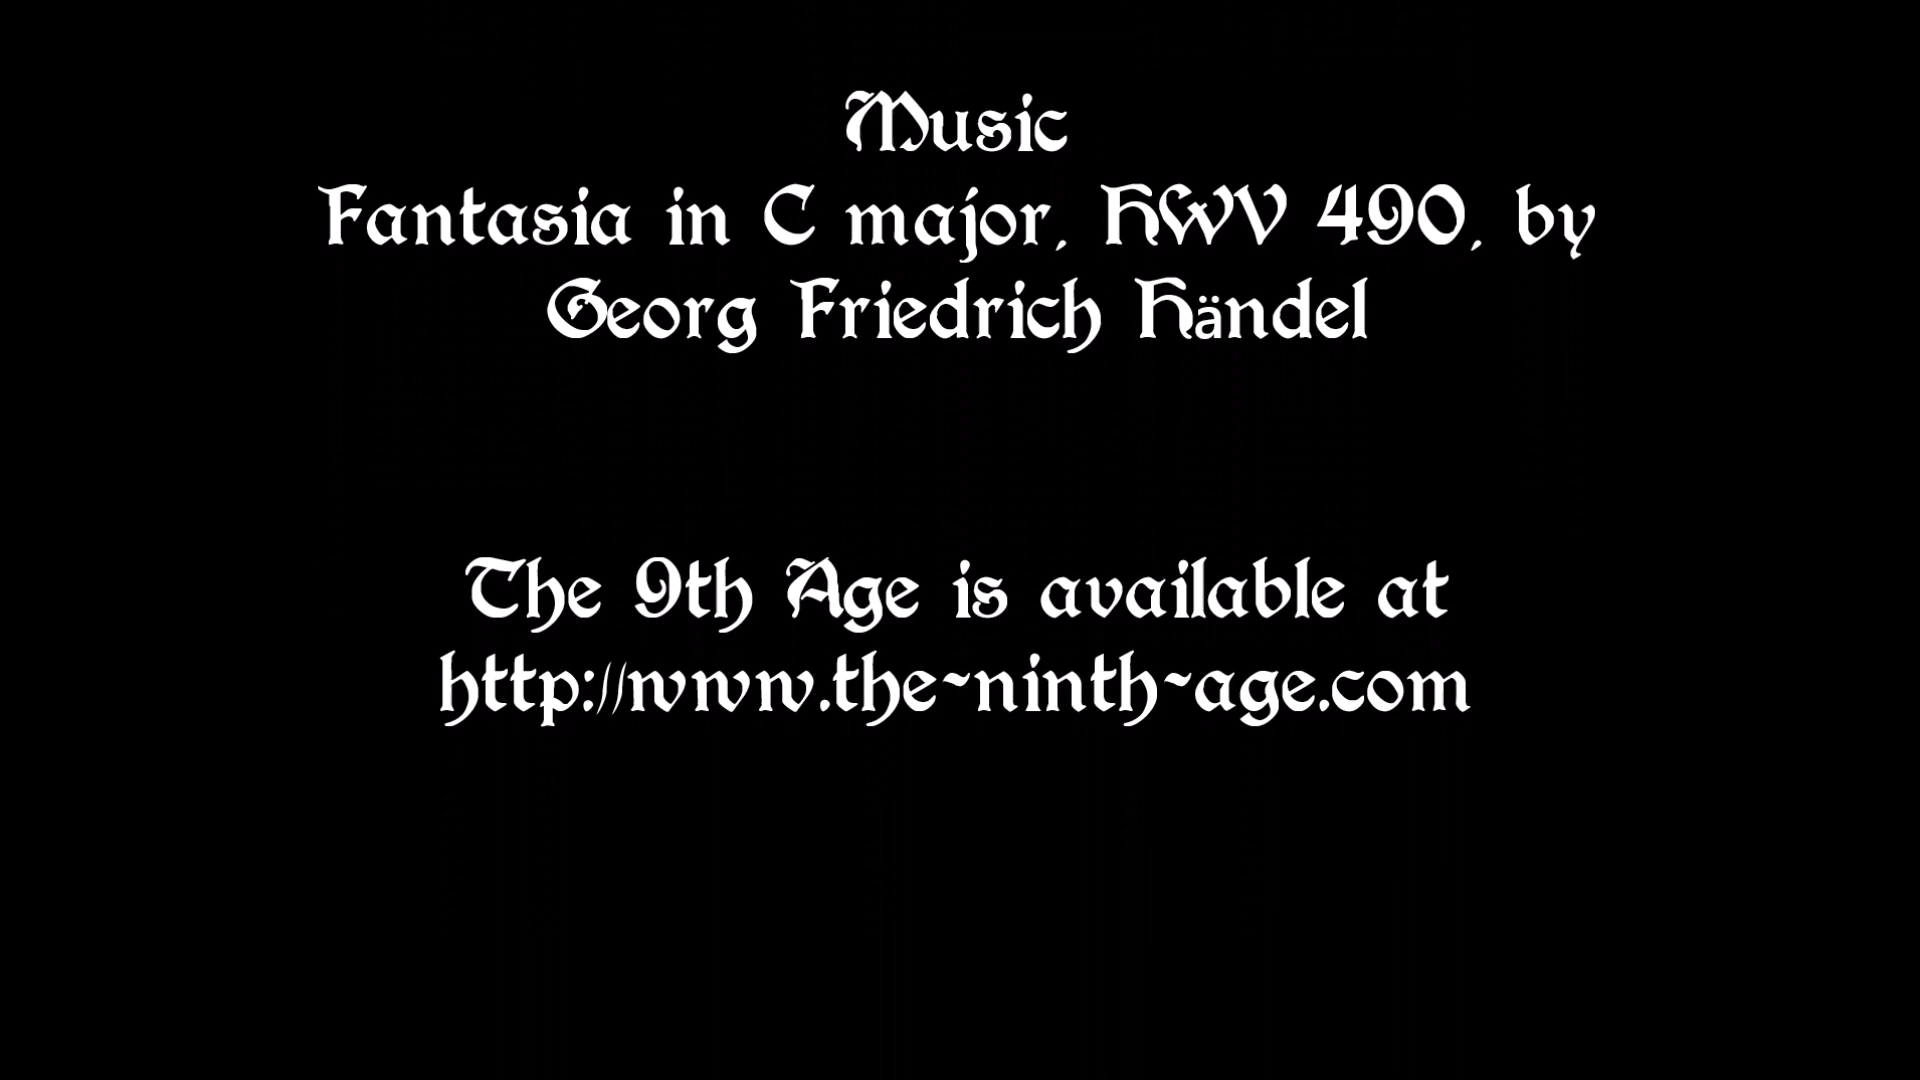 Music
Fantasia in C major, HWV 490, by
Georg Friedrich Händel
The 9th Age is available at
http://www.the-ninth-age.com